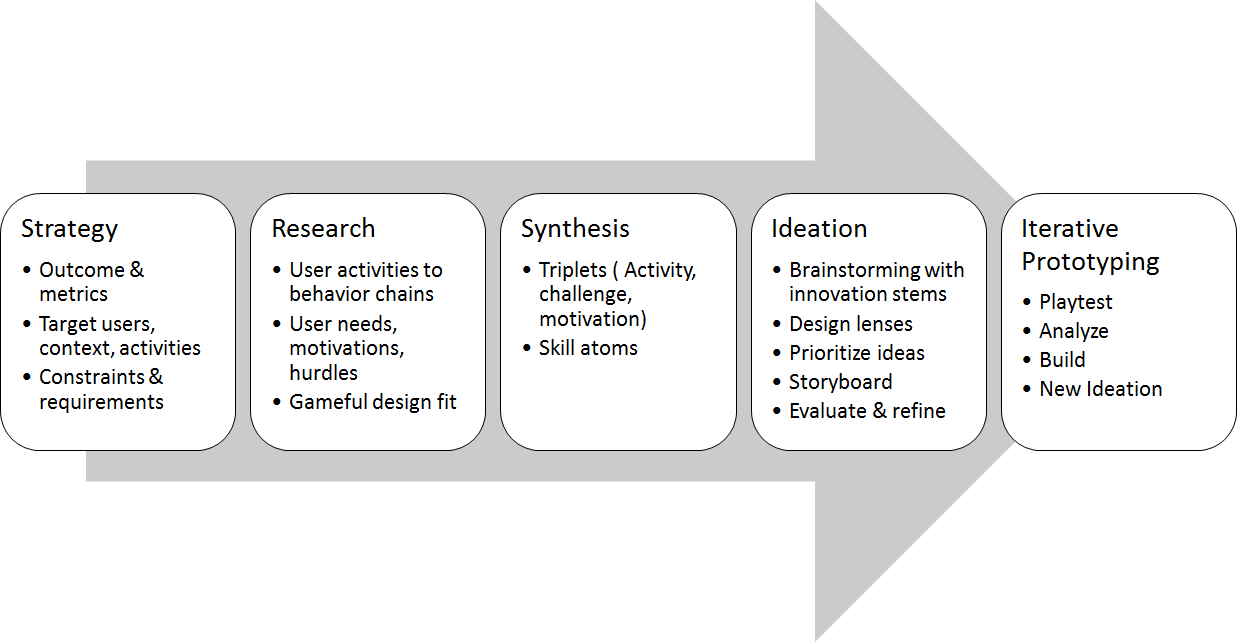 Strategy
• Outcome &
metrics
• Target users,
context, activities
• Constraints &
requirements
Research
• User activities to
behavior chains
• User needs,
motivations,
hurdles
• Gameful design fit
Synthesis
• Triplets ( Activity,
challenge,
motivation)
• Skill atoms
Ideation
• Brainstorming with
innovation stems
• Design lenses
• Prioritize ideas
• Storyboard
• Evaluate & refine
Iterative
Prototyping
• Playtest
• Analyze
• Build
• New Ideation